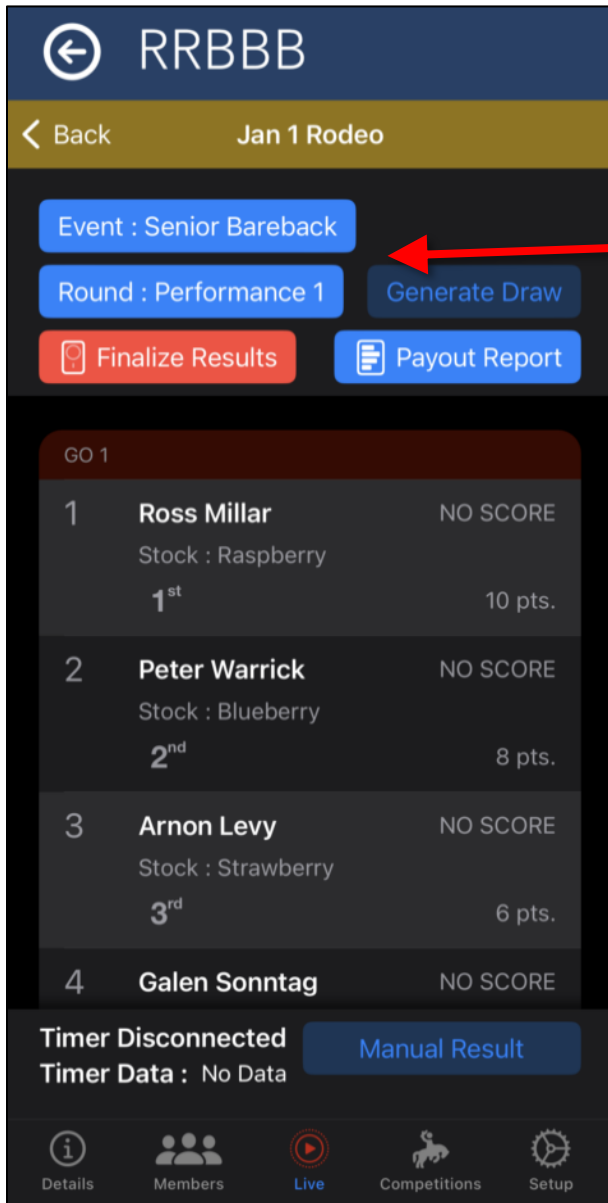 RRBBB
Back Jan 1 Rodeo
Event : Senior Bareback
Round : Performance 1 Generate Draw
Finalize Results Payout Report
GO 1
1 Ross Millar NO SCORE
Stock : Raspberry
1st 10 pts.
2 Peter Warrick NO SCORE
Stock : Blueberry
2nd 8 pts.
3 Arnon Levy NO SCORE
Stock : Strawberry
3rd 6 pts.
4 Galen Sonntag NO SCORE
Timer Disconnected Manual Result
Timer Data : No Data
Details Members Live Competitions Setup